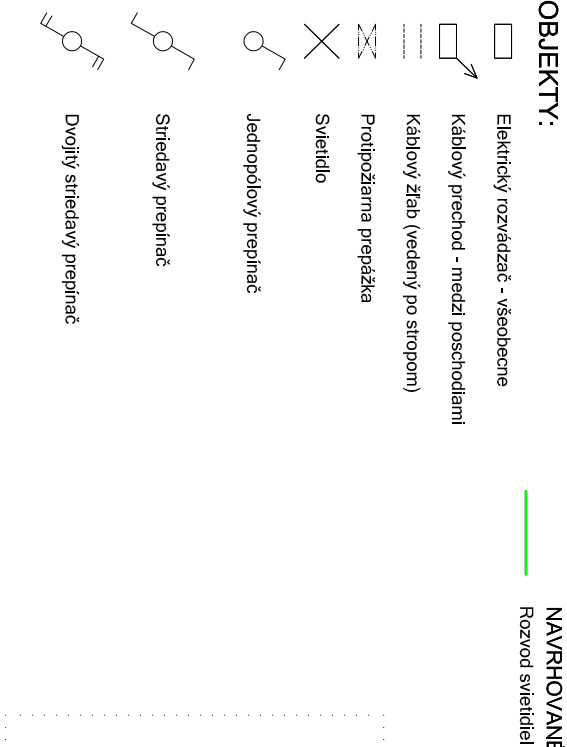 OBJEKTY:
Elektrický rozvádzač - všeobecne
Káblový prechod - medzi poschodiami
Káblový žľab (vedený po stropom)
Protipožiarna prepážka
Svietidlo
Jednopólový prepínač
Striedavý prepínač
Dvojitý striedavý prepínač
NAVRHOVANÉ
Rozvod svietidiel